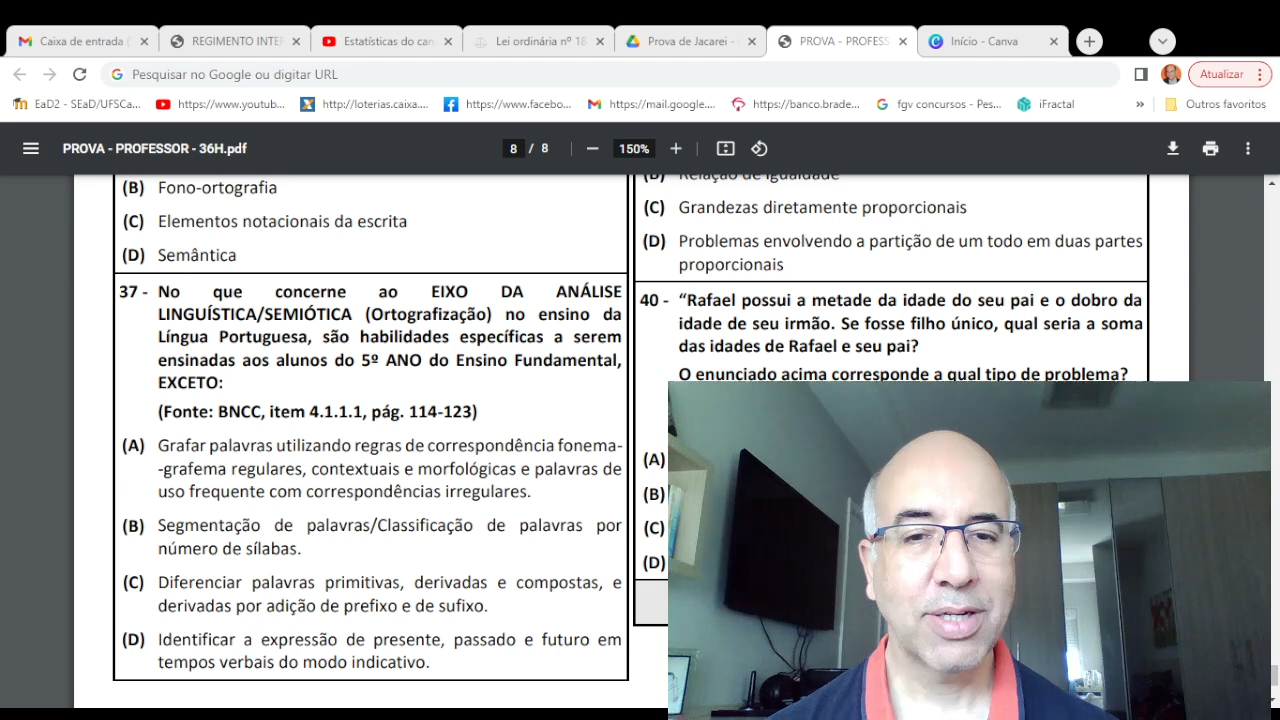 Caixa de entrada (
REGIMENTO INTE
Estatísticas do can
Lei ordinária nº 18
Prova de Jacarei -
PROVA - PROFESS
Início - Canva
Pesquisar no Google ou digitar URL
Atualizar
EaD2 - SEaD/UFSCa...
https://www.youtub...
http://loterias.caixa....
https://www.facebo...
https://mail.google....
https://banco.brade...
fgv concursos - Pes...
iFractal
»
Outros favoritos
PROVA - PROFESSOR - 36H.pdf
8 / 8
150%
(B) Fono-ortografia
(C) Elementos notacionais da escrita
(D) Semântica
37 - No que concerne ao EIXO DA ANÁLISE
LINGUÍSTICA/SEMIÓTICA (Ortografização) no ensino da
Língua Portuguesa, são habilidades específicas a serem
ensinadas aos alunos do 5º ANO do Ensino Fundamental,
EXCETO:
(Fonte: BNCC, item 4.1.1.1, pág. 114-123)
(A) Grafar palavras utilizando regras de correspondência fonema-
-grafema regulares, contextuais e morfológicas e palavras de
uso frequente com correspondências irregulares.
(B) Segmentação de palavras/Classificação de palavras por
número de sílabas.
(C) Diferenciar palavras primitivas, derivadas e compostas, e
derivadas por adição de prefixo e de sufixo.
(D) Identificar a expressão de presente, passado e futuro em
tempos verbais do modo indicativo.
(B) Relação de igualdade
(C) Grandezas diretamente proporcionais
(D) Problemas envolvendo a partição de um todo em duas partes
proporcionais
40 - “Rafael possui a metade da idade do seu pai e o dobro da
idade de seu irmão. Se fosse filho único, qual seria a soma
das idades de Rafael e seu pai?
O enunciado acima corresponde a qual tipo de problema?
(A)
(B)
(C)
(D)